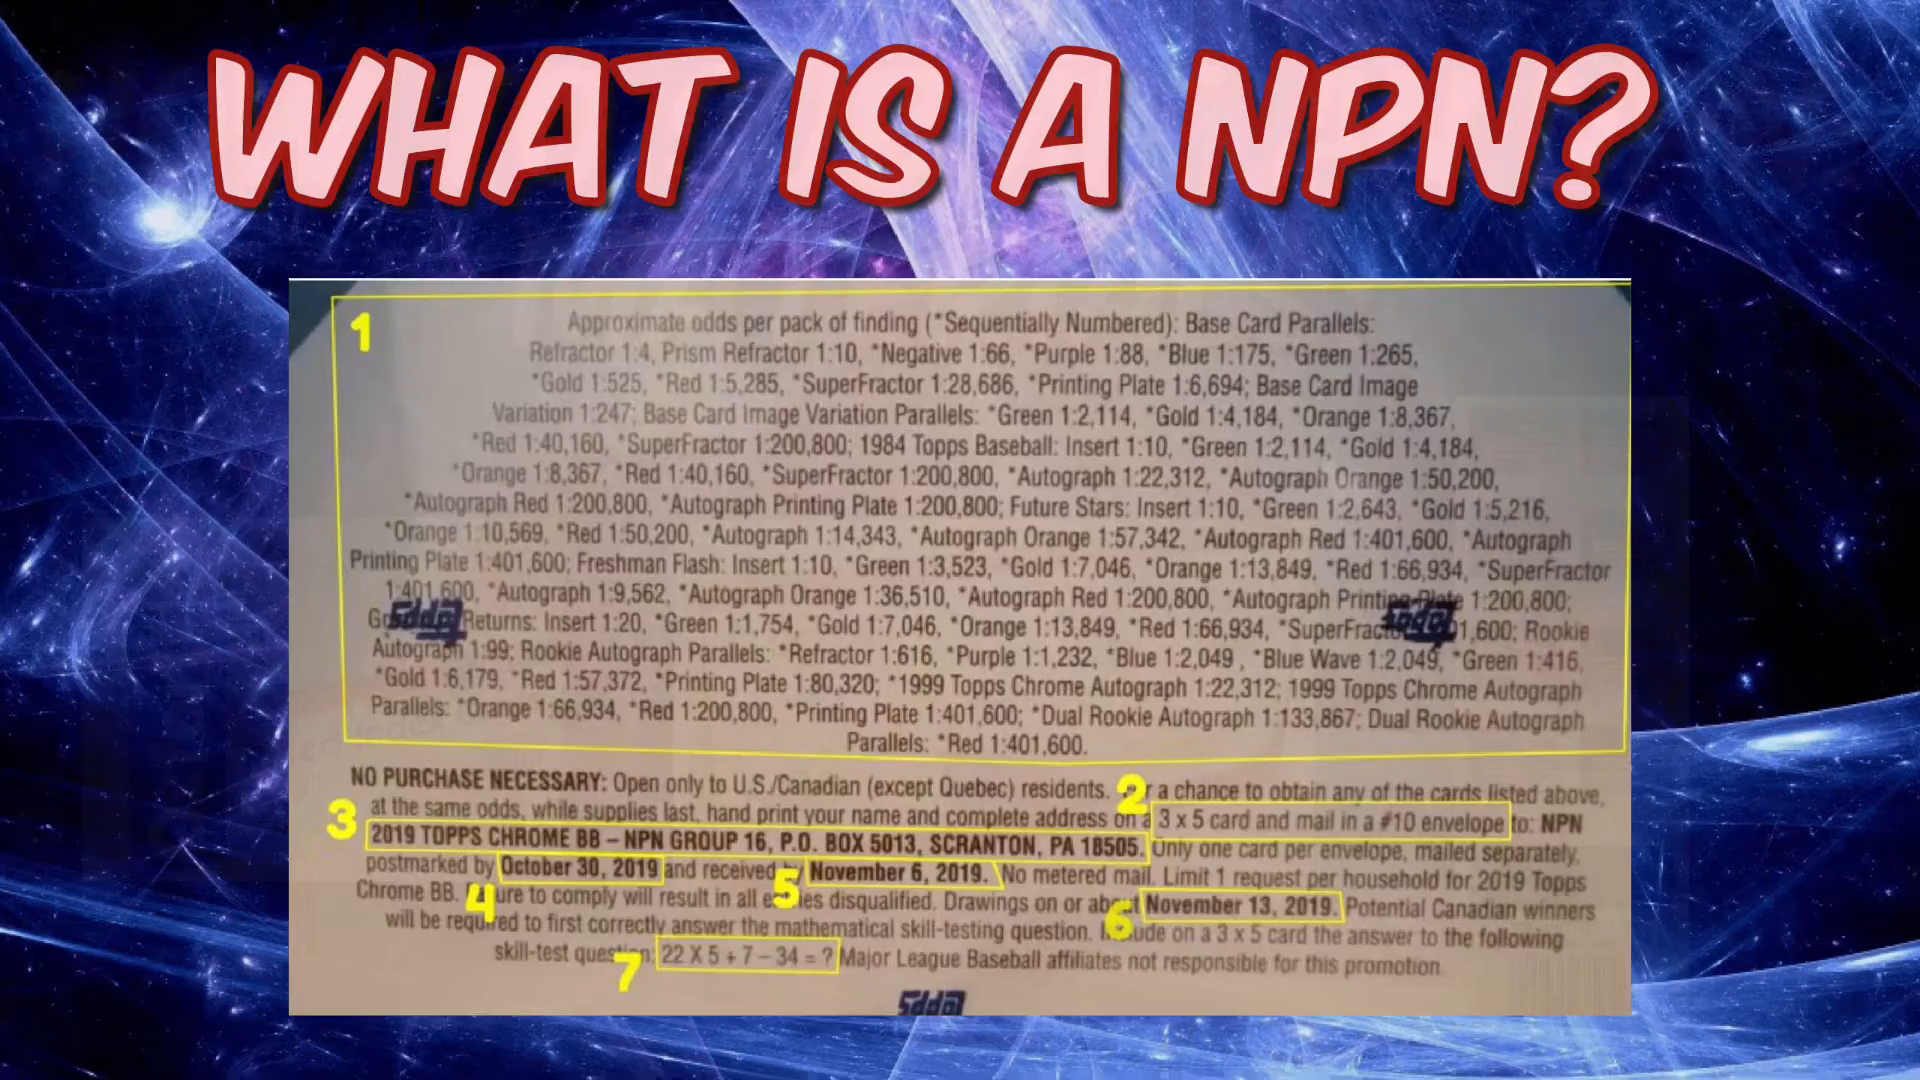 WHAT IS A NPN?
1
Approximate odds per pack of finding (*Sequentially Numbered): Base Card Parallels:
Refractor 1:4, Prism Refractor 1:10, *Negative 1:66, *Purple 1:88, *Blue 1:175, *Green 1:265,
*Gold 1:525, *Red 1:5,285, *SuperFractor 1:28,686, *Printing Plate 1:6,694; Base Card Image
Variation 1:247; Base Card Image Variation Parallels: *Green 1:2,114, *Gold 1:4,184, *Orange 1:8,367,
*Red 1:40,160, *SuperFractor 1:200,800; 1984 Topps Baseball: Insert 1:10, *Green 1:2,114, *Gold 1:4,184,
*Orange 1:8,367, *Red 1:40,160, *SuperFractor 1:200,800, *Autograph 1:22,312, *Autograph Orange 1:50,200,
*Autograph Red 1:200,800, *Autograph Printing Plate 1:200,800; Future Stars: Insert 1:10, *Green 1:2,643, *Gold 1:5,216,
*Orange 1:10,569, *Red 1:50,200, *Autograph 1:14,343, *Autograph Orange 1:57,342, *Autograph Red 1:401,600, *Autograph
Printing Plate 1:401,600; Freshman Flash: Insert 1:10, *Green 1:3,523, *Gold 1:7,046, *Orange 1:13,849, *Red 1:66,934, *SuperFractor
1:401,600, *Autograph 1:9,562, *Autograph Orange 1:36,510, *Autograph Red 1:200,800, *Autograph Printing Plate 1:200,800;
Returns: Insert 1:20, *Green 1:1,754, *Gold 1:7,046, *Orange 1:13,849, *Red 1:66,934, *SuperFractor 1,600; Rookie
Autograph 1:99; Rookie Autograph Parallels: *Refractor 1:616, *Purple 1:1,232, *Blue 1:2,049 , *Blue Wave 1:2,049, *Green 1:416,
*Gold 1:6,179, *Red 1:57,372, *Printing Plate 1:80,320; *1999 Topps Chrome Autograph 1:22,312; 1999 Topps Chrome Autograph
Parallels: *Orange 1:66,934, *Red 1:200,800, *Printing Plate 1:401,600; *Dual Rookie Autograph 1:133,867; Dual Rookie Autograph
Parallels: *Red 1:401,600.
NO PURCHASE NECESSARY: Open only to U.S./Canadian (except Quebec) residents. 2 a chance to obtain any of the cards listed above,
at the same odds, while supplies last, hand print your name and complete address on a 3 x 5 card and mail in a #10 envelope to: NPN
3 2019 TOPPS CHROME BB – NPN GROUP 16, P.O. BOX 5013, SCRANTON, PA 18505. Only one card per envelope, mailed separately,
postmarked by October 30, 2019 and received 5 November 6, 2019. No metered mail. Limit 1 request per household for 2019 Topps
Chrome BB. 4 will result in all disqualified. Drawings on or about 6 November 13, 2019. Potential Canadian winners
will be required to first correctly answer the mathematical skill-testing question. Include on a 3 x 5 card the answer to the following
skill-test question: 7 22 X 5 + 7 – 34 = ? Major League Baseball affiliates not responsible for this promotion.
topps